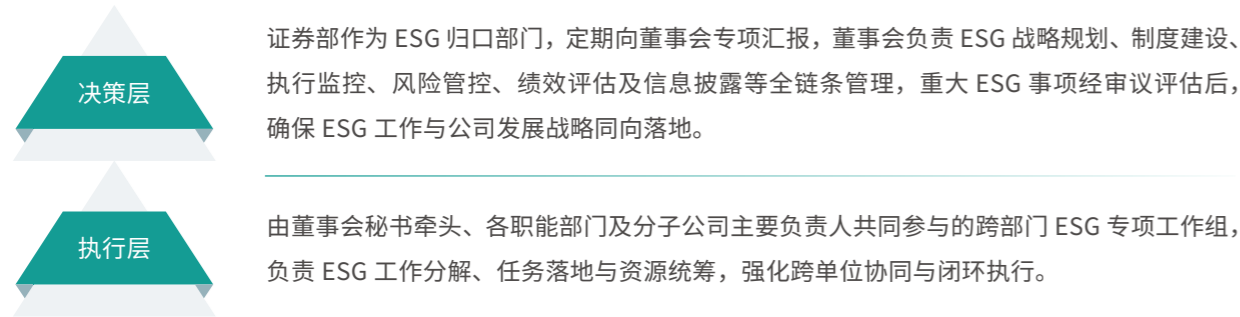 决策层
证券部作为 ESG 归口部门，定期向董事会专项汇报，董事会负责 ESG 战略规划、制度建设、
执行监控、风险管控、绩效评估及信息披露等全链条管理，重大 ESG 事项经审议评估后，
确保 ESG 工作与公司发展战略同向落地。
执行层
由董事会秘书牵头、各职能部门及分子公司主要负责人共同参与的跨部门 ESG 专项工作组，
负责 ESG 工作分解、任务落地与资源统筹，强化跨单位协同与闭环执行。